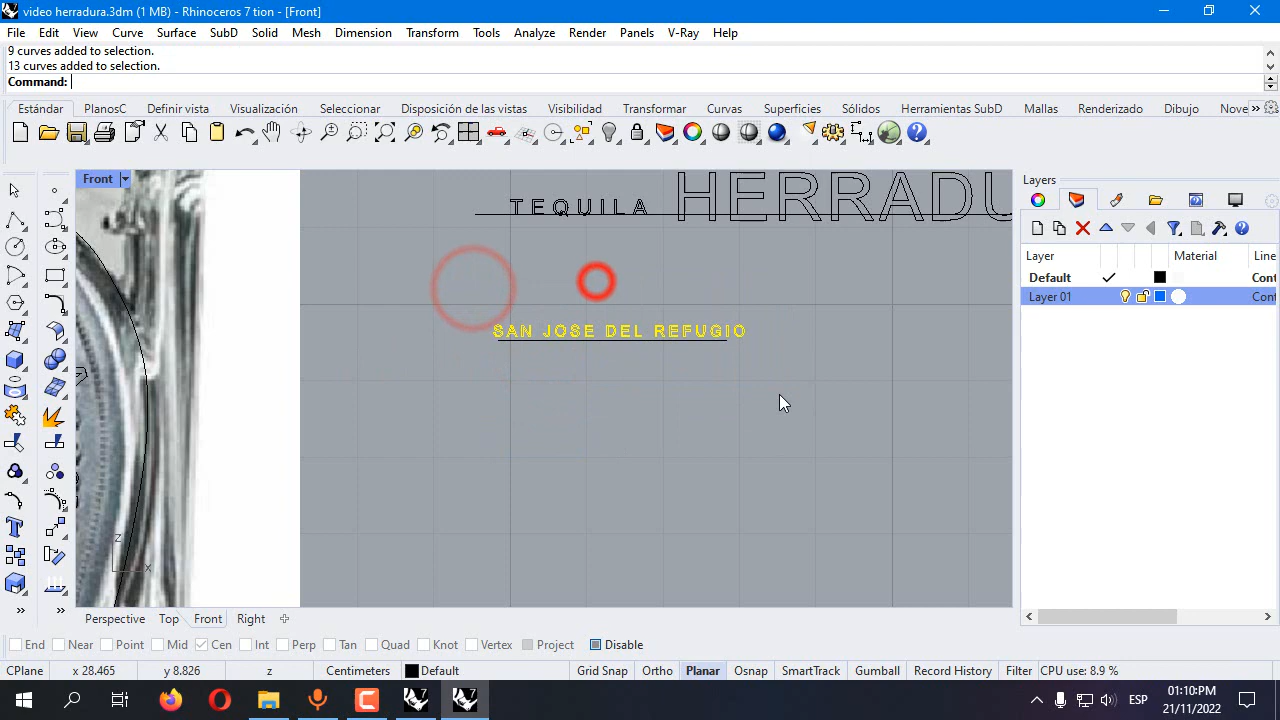 video herradura.3dm (1 MB) - Rhinoceros 7 tion - [Front]
File Edit View Curve Surface SubD Solid Mesh Dimension Transform Tools Analyze Render Panels V-Ray Help
9 curves added to selection.
13 curves added to selection.
Command:
Estándar PlanosC Definir vista Visualización Seleccionar Disposición de las vistas Visibilidad Transformar Curvas Superficies Sólidos Herramientas SubD Mallas Renderizado Dibujo Nove
Front
Layers
Layer Material Line
Default Cont
Layer 01 Cont
TEQUILA HERRADU
SAN JOSE DEL REFUGIO
z
x
Perspective Top Front Right
End Near Point Mid Cen Int Perp Tan Quad Knot Vertex Project Disable
CPlane x 28.465 y 8.826 z Centimeters Default Grid Snap Ortho Planar Osnap SmartTrack Gumball Record History Filter CPU use: 8.9 %
ESP
01:10:PM
21/11/2022